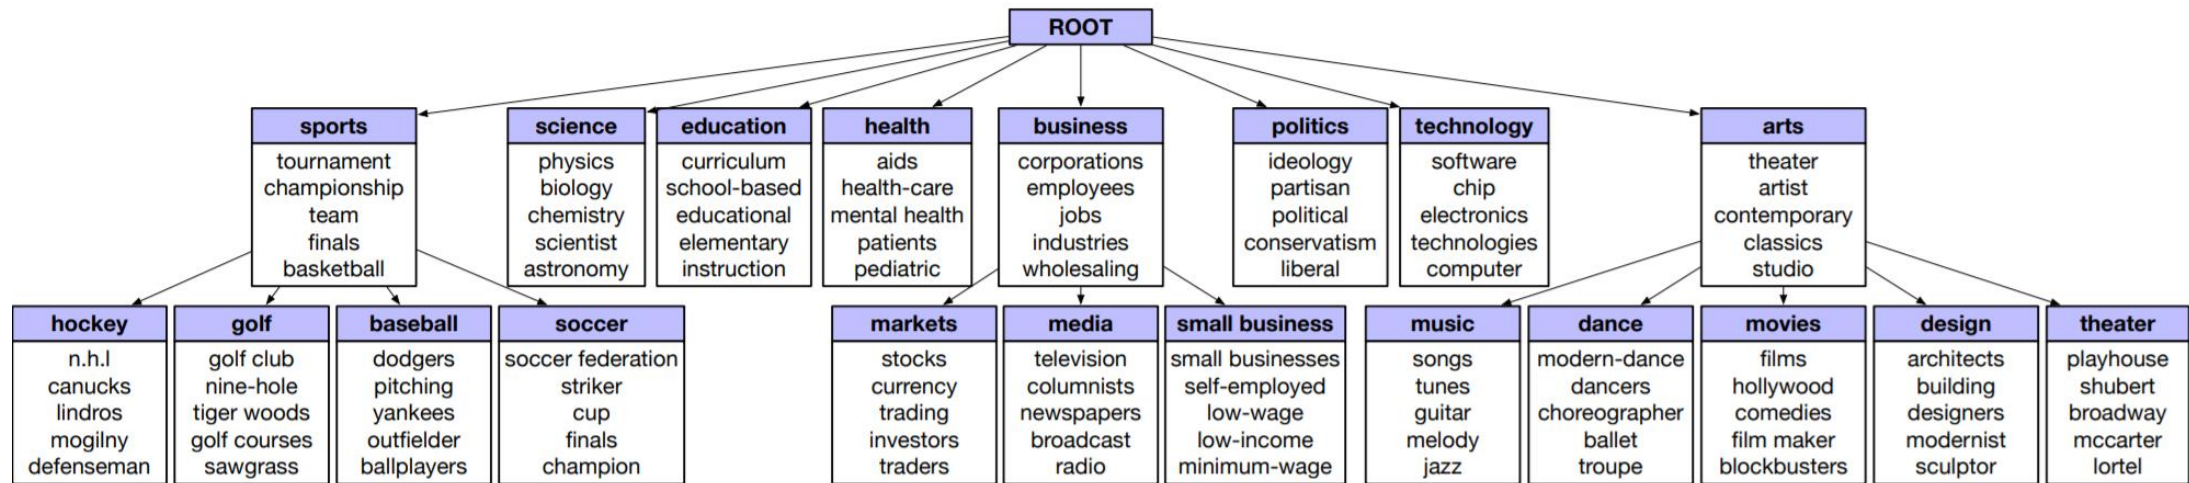 ROOT
sports
tournament
championship
team
finals
basketball
science
physics
biology
chemistry
scientist
astronomy
education
curriculum
school-based
educational
elementary
instruction
health
aids
health-care
mental health
patients
pediatric
business
corporations
employees
jobs
industries
wholesaling
politics
ideology
partisan
political
conservatism
liberal
technology
software
chip
electronics
technologies
computer
arts
theater
artist
contemporary
classics
studio
hockey
n.h.l
canucks
lindros
mogilny
defenseman
golf
golf club
nine-hole
tiger woods
golf courses
sawgrass
baseball
dodgers
pitching
yankees
outfielder
ballplayers
soccer
soccer federation
striker
cup
finals
champion
markets
stocks
currency
trading
investors
traders
media
television
columnists
newspapers
broadcast
radio
small business
small businesses
self-employed
low-wage
low-income
minimum-wage
music
songs
tunes
guitar
melody
jazz
dance
modern-dance
dancers
choreographer
ballet
troupe
movies
films
hollywood
comedies
film maker
blockbusters
design
architects
building
designers
modernist
sculptor
theater
playhouse
shubert
broadway
mccarter
lortel